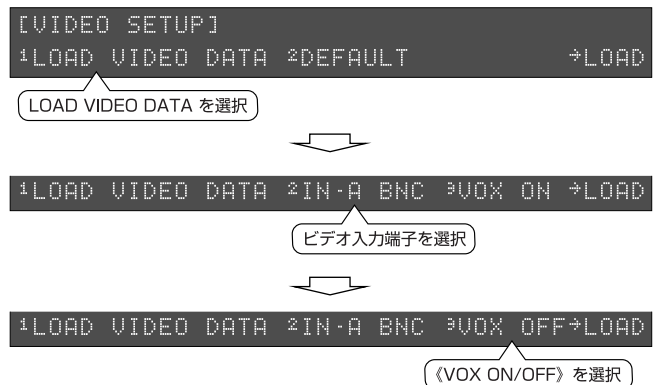 [VIDEO SETUP]
¹LOAD VIDEO DATA ²DEFAULT →LOAD
LOAD VIDEO DATA を選択
¹LOAD VIDEO DATA ²IN-A BNC ³VOX ON →LOAD
ビデオ入力端子を選択
¹LOAD VIDEO DATA ²IN-A BNC ³VOX OFF→LOAD
《VOX ON/OFF》を選択